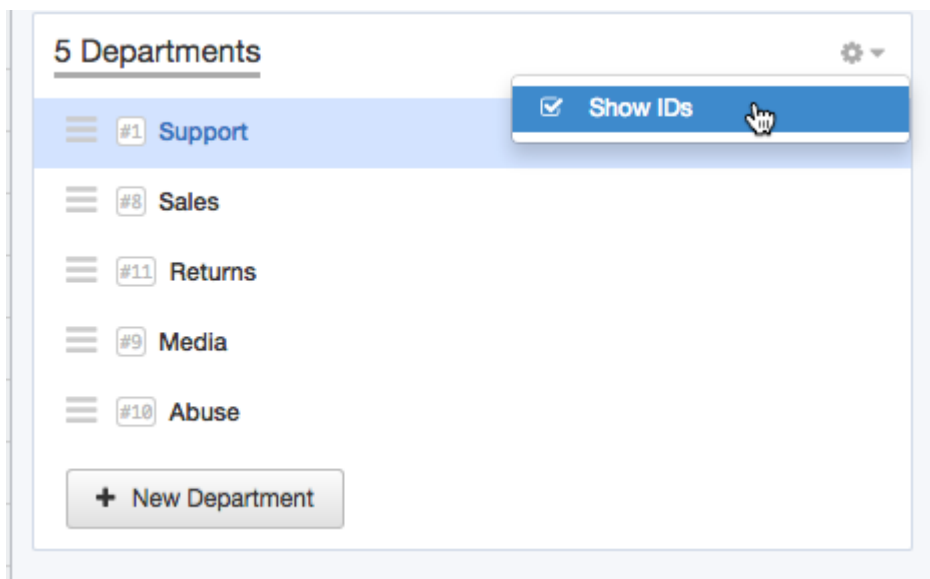 5 Departments
Show IDs
#1 Support
#8 Sales
#11 Returns
#9 Media
#10 Abuse
+ New Department